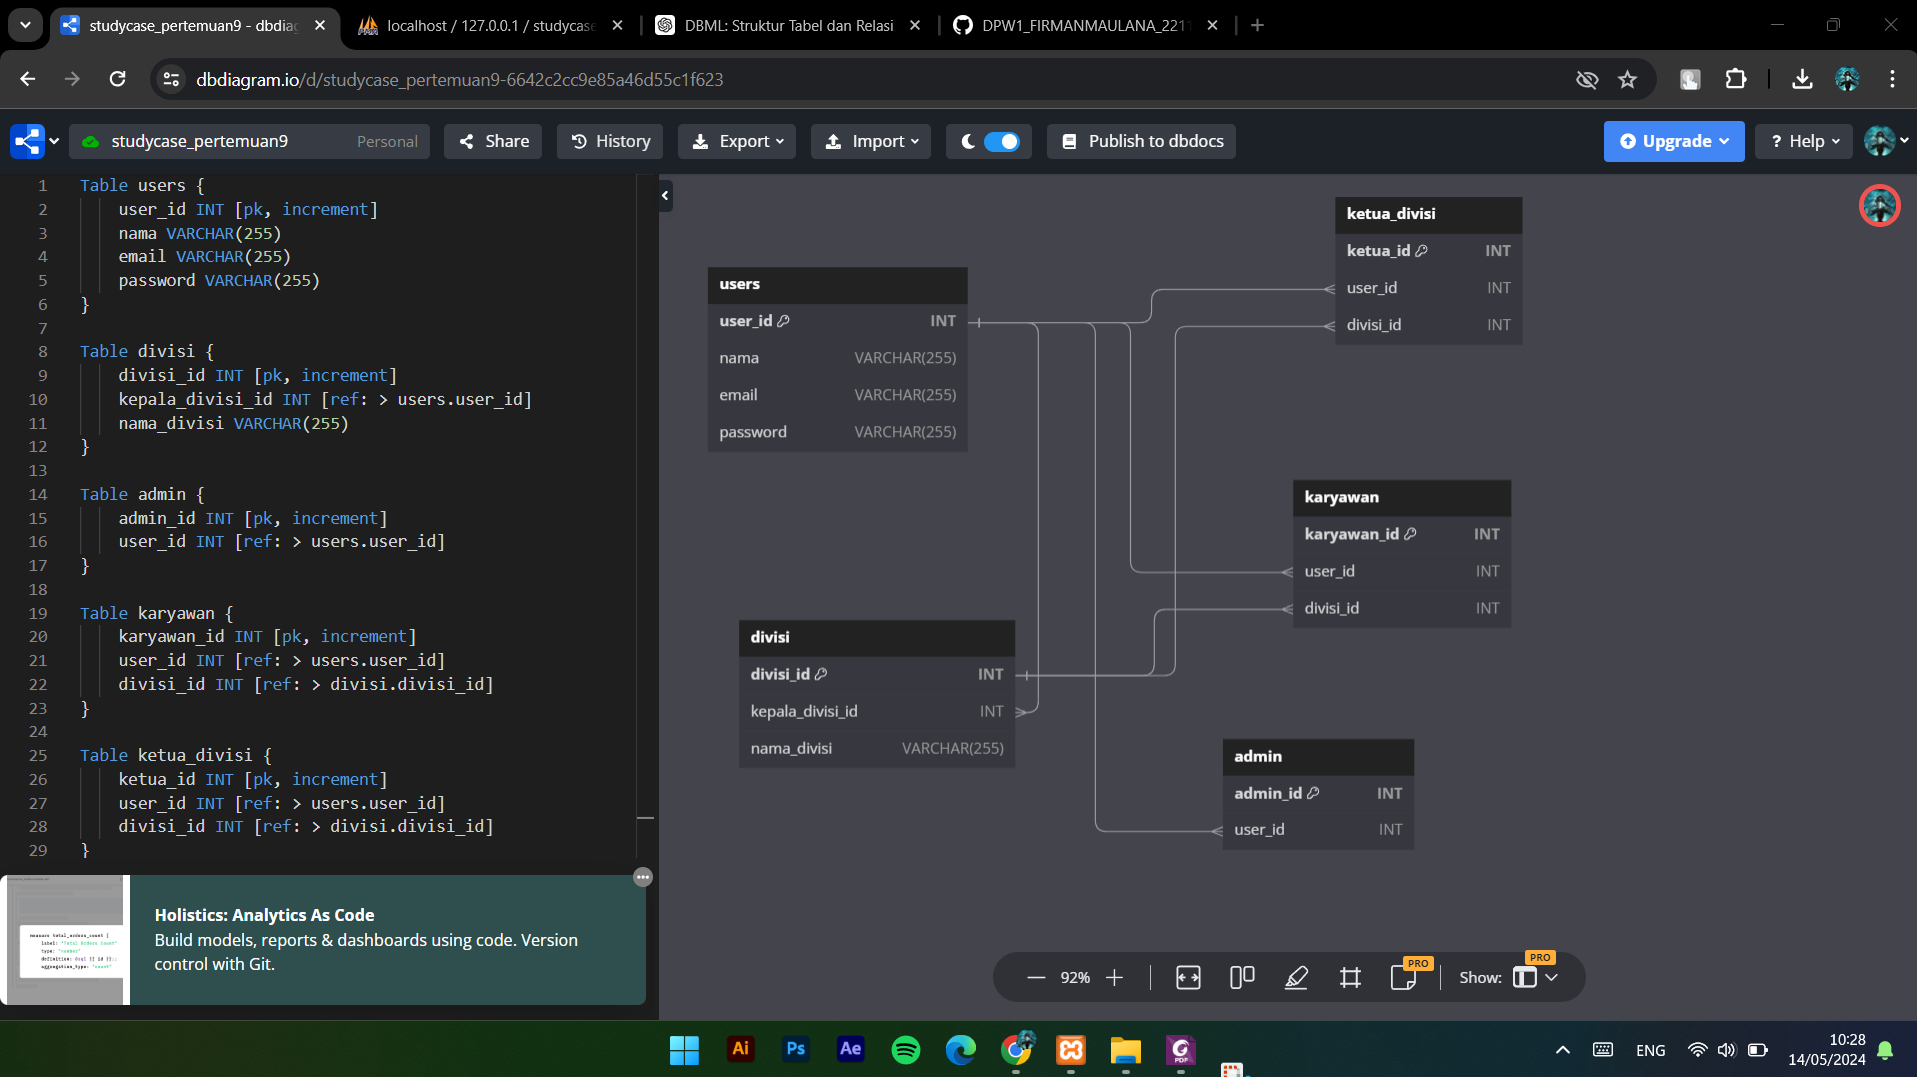 studycase_pertemuan9 - dbdiag
localhost / 127.0.0.1 / studycase
DBML: Struktur Tabel dan Relasi
DPW1_FIRMANMAULANA_2211
dbdiagram.io/d/studycase_pertemuan9-6642c2cc9e85a46d55c1f623
studycase_pertemuan9 Personal Share History Export Import Publish to dbdocs Upgrade ? Help
1 Table users {
2 user_id INT [pk, increment]
3 nama VARCHAR(255)
4 email VARCHAR(255)
5 password VARCHAR(255)
6 }
7
8 Table divisi {
9 divisi_id INT [pk, increment]
10 kepala_divisi_id INT [ref: > users.user_id]
11 nama_divisi VARCHAR(255)
12 }
13
14 Table admin {
15 admin_id INT [pk, increment]
16 user_id INT [ref: > users.user_id]
17 }
18
19 Table karyawan {
20 karyawan_id INT [pk, increment]
21 user_id INT [ref: > users.user_id]
22 divisi_id INT [ref: > divisi.divisi_id]
23 }
24
25 Table ketua_divisi {
26 ketua_id INT [pk, increment]
27 user_id INT [ref: > users.user_id]
28 divisi_id INT [ref: > divisi.divisi_id]
29 }
Holistics: Analytics As Code
Build models, reports & dashboards using code. Version
control with Git.
users
user_id INT
nama VARCHAR(255)
email VARCHAR(255)
password VARCHAR(255)
ketua_divisi
ketua_id INT
user_id INT
divisi_id INT
karyawan
karyawan_id INT
user_id INT
divisi_id INT
divisi
divisi_id INT
kepala_divisi_id INT
nama_divisi VARCHAR(255)
admin
admin_id INT
user_id INT
92% PRO Show: PRO
Ai Ps Ae PDF
ENG
10:28
14/05/2024